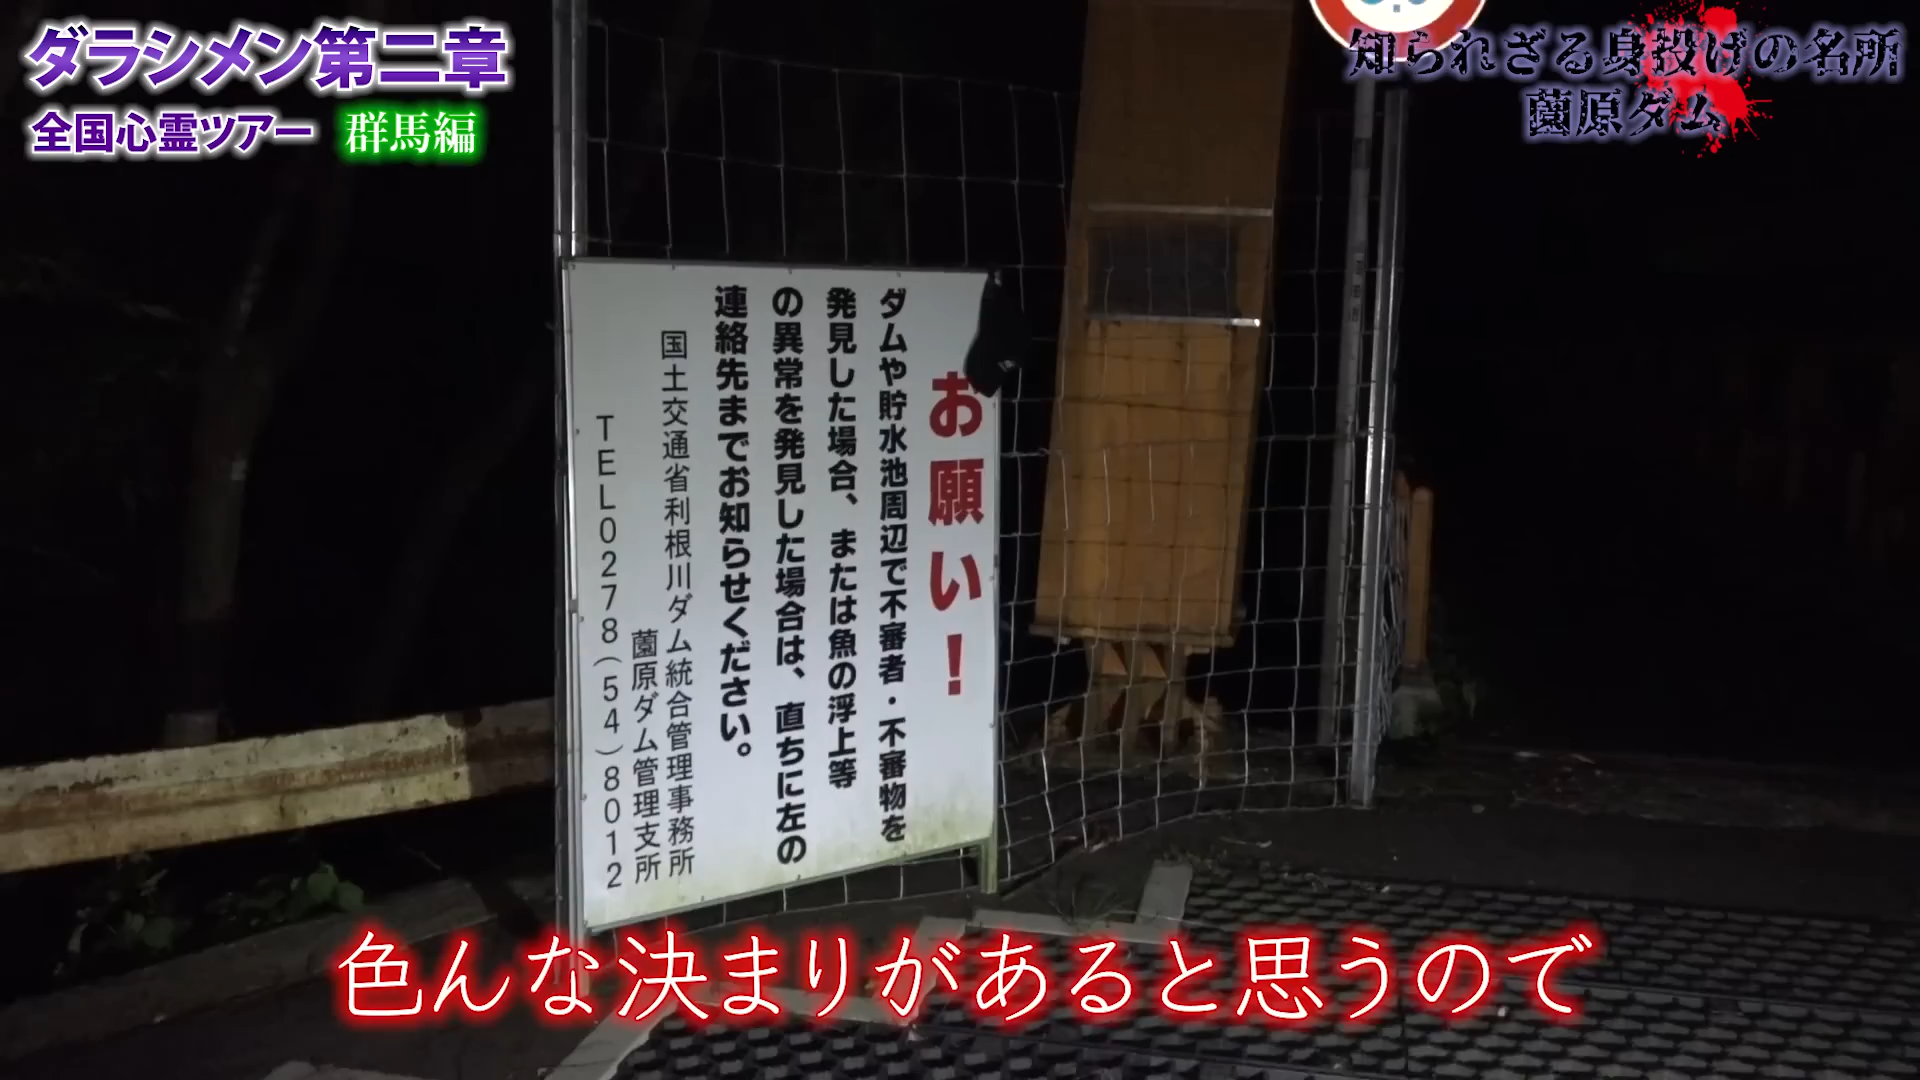 ダラシメン第二章
全国心霊ツアー 群馬編
知られざる身投げの名所
薗原ダム
お願い!
ダムや貯水池周辺で不審者・不審物を
発見した場合、または魚の浮上等
の異常を発見した場合は、直ちに左の
連絡先までお知らせください。
国土交通省利根川ダム統合管理事務所
薗原ダム管理支所
TEL0278(54)8012
色んな決まりがあると思うので